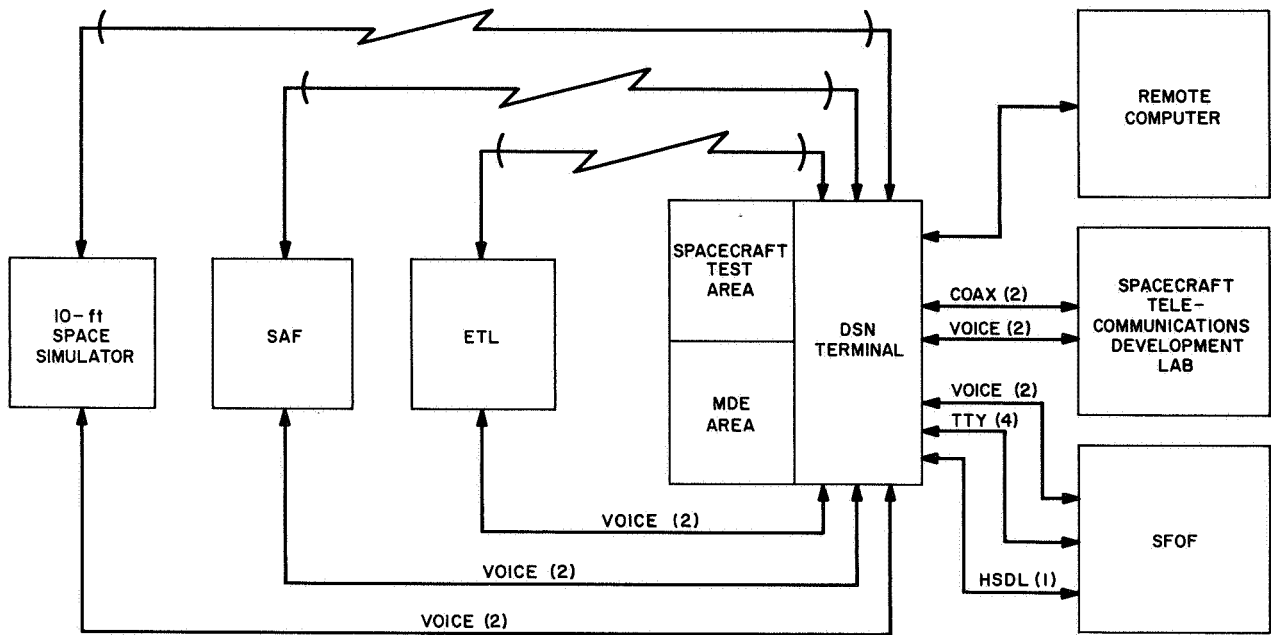 REMOTE
COMPUTER
SPACECRAFT
TEST
AREA
DSN
TERMINAL
MDE
AREA
10-ft
SPACE
SIMULATOR
SAF
ETL
COAX (2)
VOICE (2)
SPACECRAFT
TELE-
COMMUNICATIONS
DEVELOPMENT
LAB
VOICE (2)
TTY (4)
HSDL (1)
SFOF
VOICE (2)
VOICE (2)
VOICE (2)